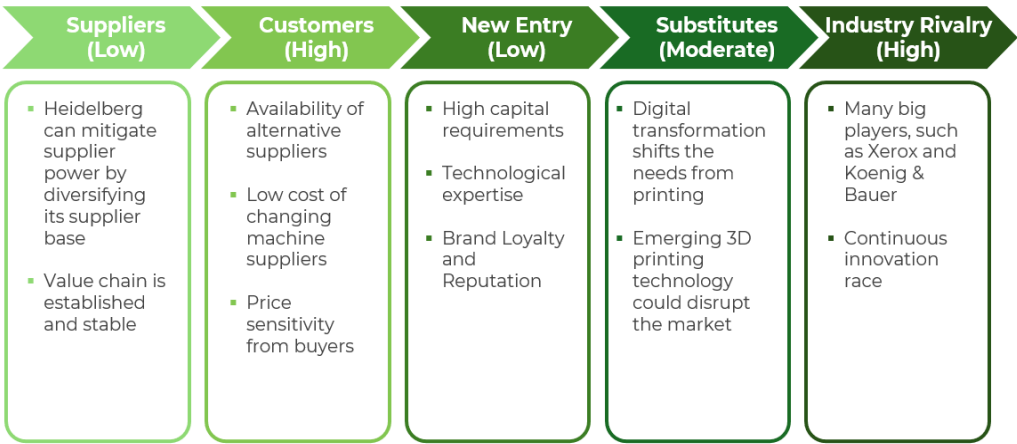 Suppliers
(Low)
Customers
(High)
New Entry
(Low)
Substitutes
(Moderate)
Industry Rivalry
(High)
▪ Heidelberg
can mitigate
supplier
power by
diversifying
its supplier
base
▪ Value chain is
established
and stable
▪ Availability of
alternative
suppliers
▪ Low cost of
changing
machine
suppliers
▪ Price
sensitivity
from buyers
▪ High capital
requirements
▪ Technological
expertise
▪ Brand Loyalty
and
Reputation
▪ Digital
transformation
shifts the
needs from
printing
▪ Emerging 3D
printing
technology
could disrupt
the market
▪ Many big
players, such
as Xerox and
Koenig &
Bauer
▪ Continuous
innovation
race